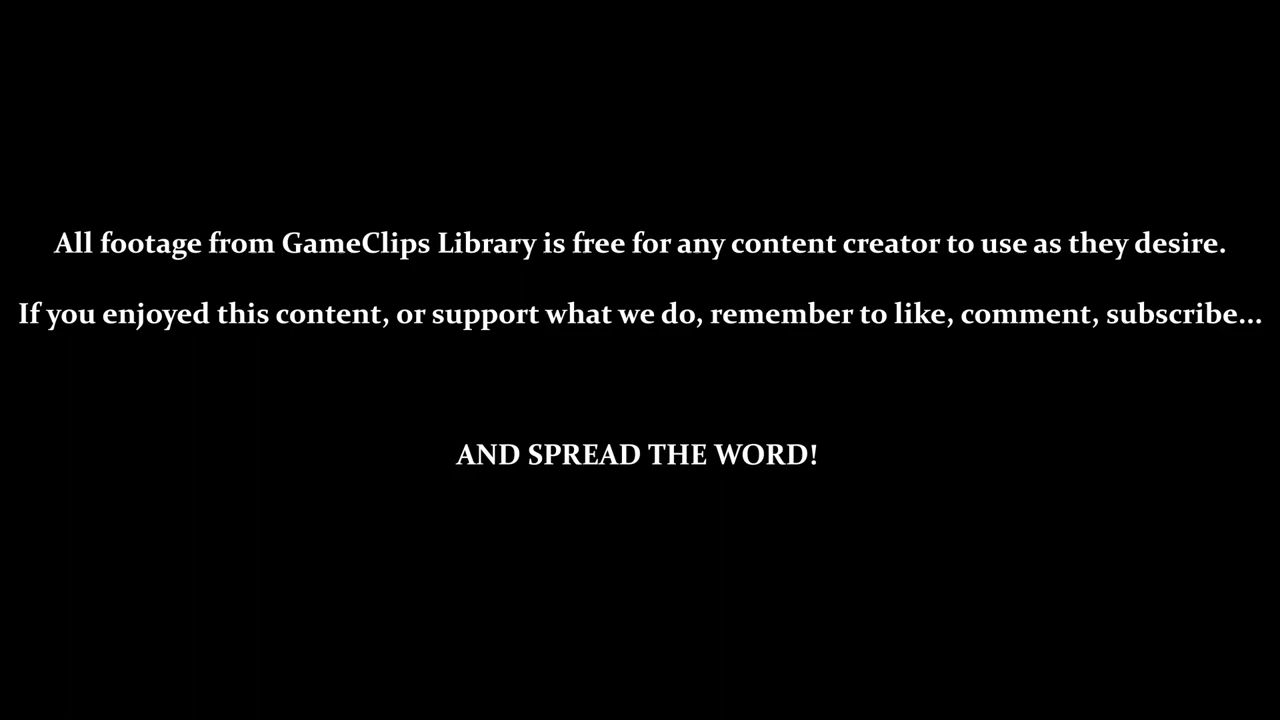 All footage from GameClips Library is free for any content creator to use as they desire.
If you enjoyed this content, or support what we do, remember to like, comment, subscribe...
AND SPREAD THE WORD!